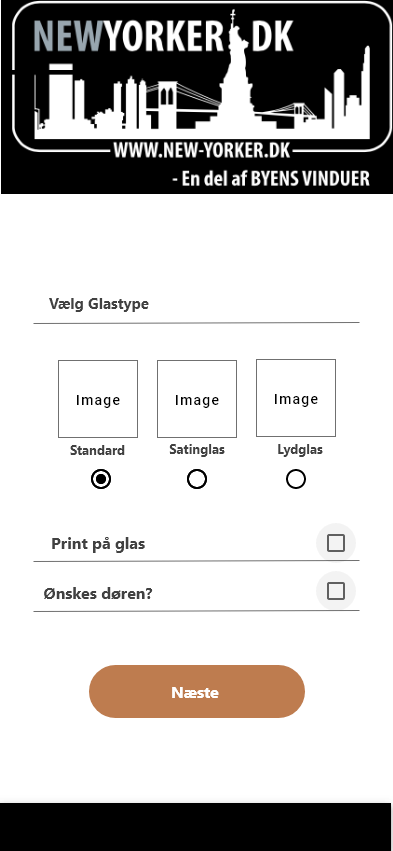 NEWYORKER.DK
WWW.NEW-YORKER.DK
- En del af BYENS VINDUER
Vælg Glastype
Image Image Image
Standard Satinglas Lydglas
Print på glas
Ønskes døren?
Næste